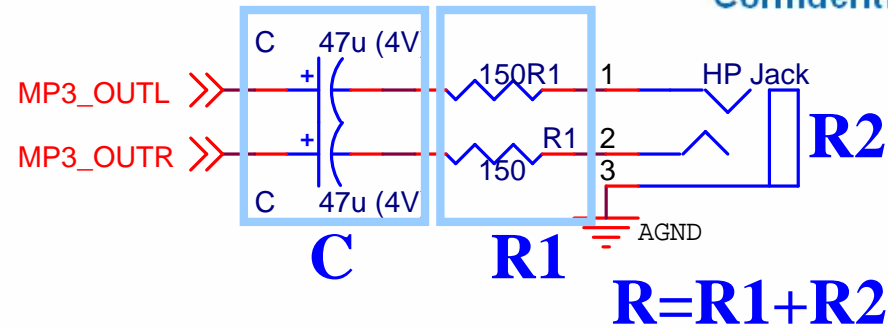 C 47u (4V)
MP3_OUTL + 150R1 1 HP Jack
MP3_OUTR + R1 2 R2
150 3
C 47u (4V)
AGND
C R1
R=R1+R2